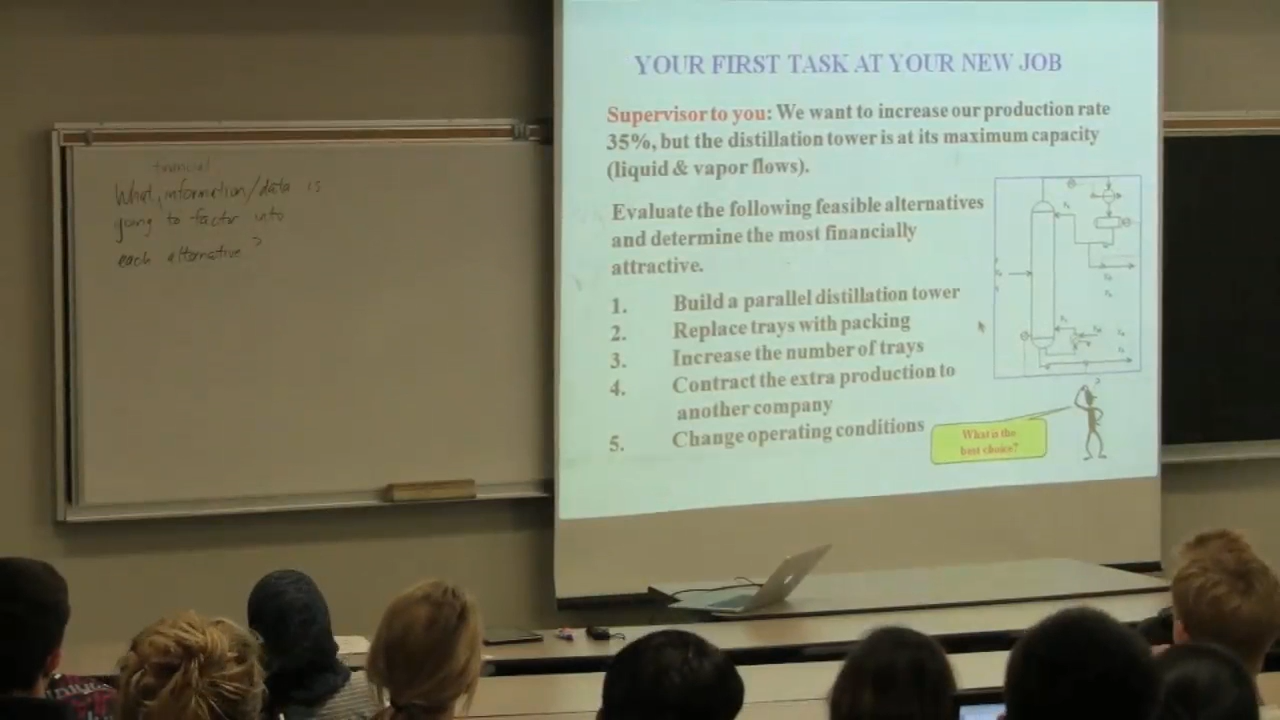 financial
What, information/data is
going to factor into
each alternative?
YOUR FIRST TASK AT YOUR NEW JOB
Supervisor to you: We want to increase our production rate
35%, but the distillation tower is at its maximum capacity
(liquid & vapor flows).
Evaluate the following feasible alternatives
and determine the most financially
attractive.
1. Build a parallel distillation tower
2. Replace trays with packing
3. Increase the number of trays
4. Contract the extra production to
another company
5. Change operating conditions
What is the
best choice?
?